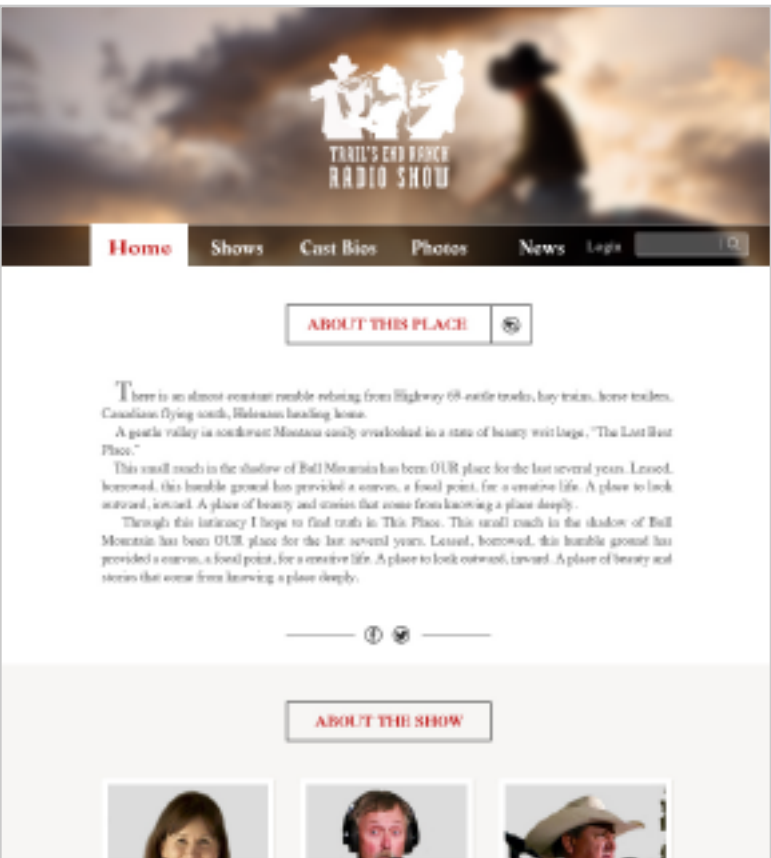 TRAIL'S END RANCH
RADIO SHOW
Home Shows Cast Bios Photos News Login
ABOUT THIS PLACE
There is an almost constant rumble echoing from Highway 69-cattle trucks, hay trains, horse trailers,
Canadians flying south, Helenans heading home.
A gentle valley in southwest Montana easily overlooked in a state of beauty writ large, "The Last Best
Place."
This small ranch in the shadow of Bull Mountain has been OUR place for the last several years. Leased,
borrowed, this humble ground has provided a canvas, a focal point, for a creative life. A place to look
outward, inward. A place of beauty and stories that come from knowing a place deeply.
Through this intimacy I hope to find truth in This Place. This small ranch in the shadow of Bull
Mountain has been OUR place for the last several years. Leased, borrowed, this humble ground has
provided a canvas, a focal point, for a creative life. A place to look outward, inward. A place of beauty and
stories that come from knowing a place deeply.
ABOUT THE SHOW